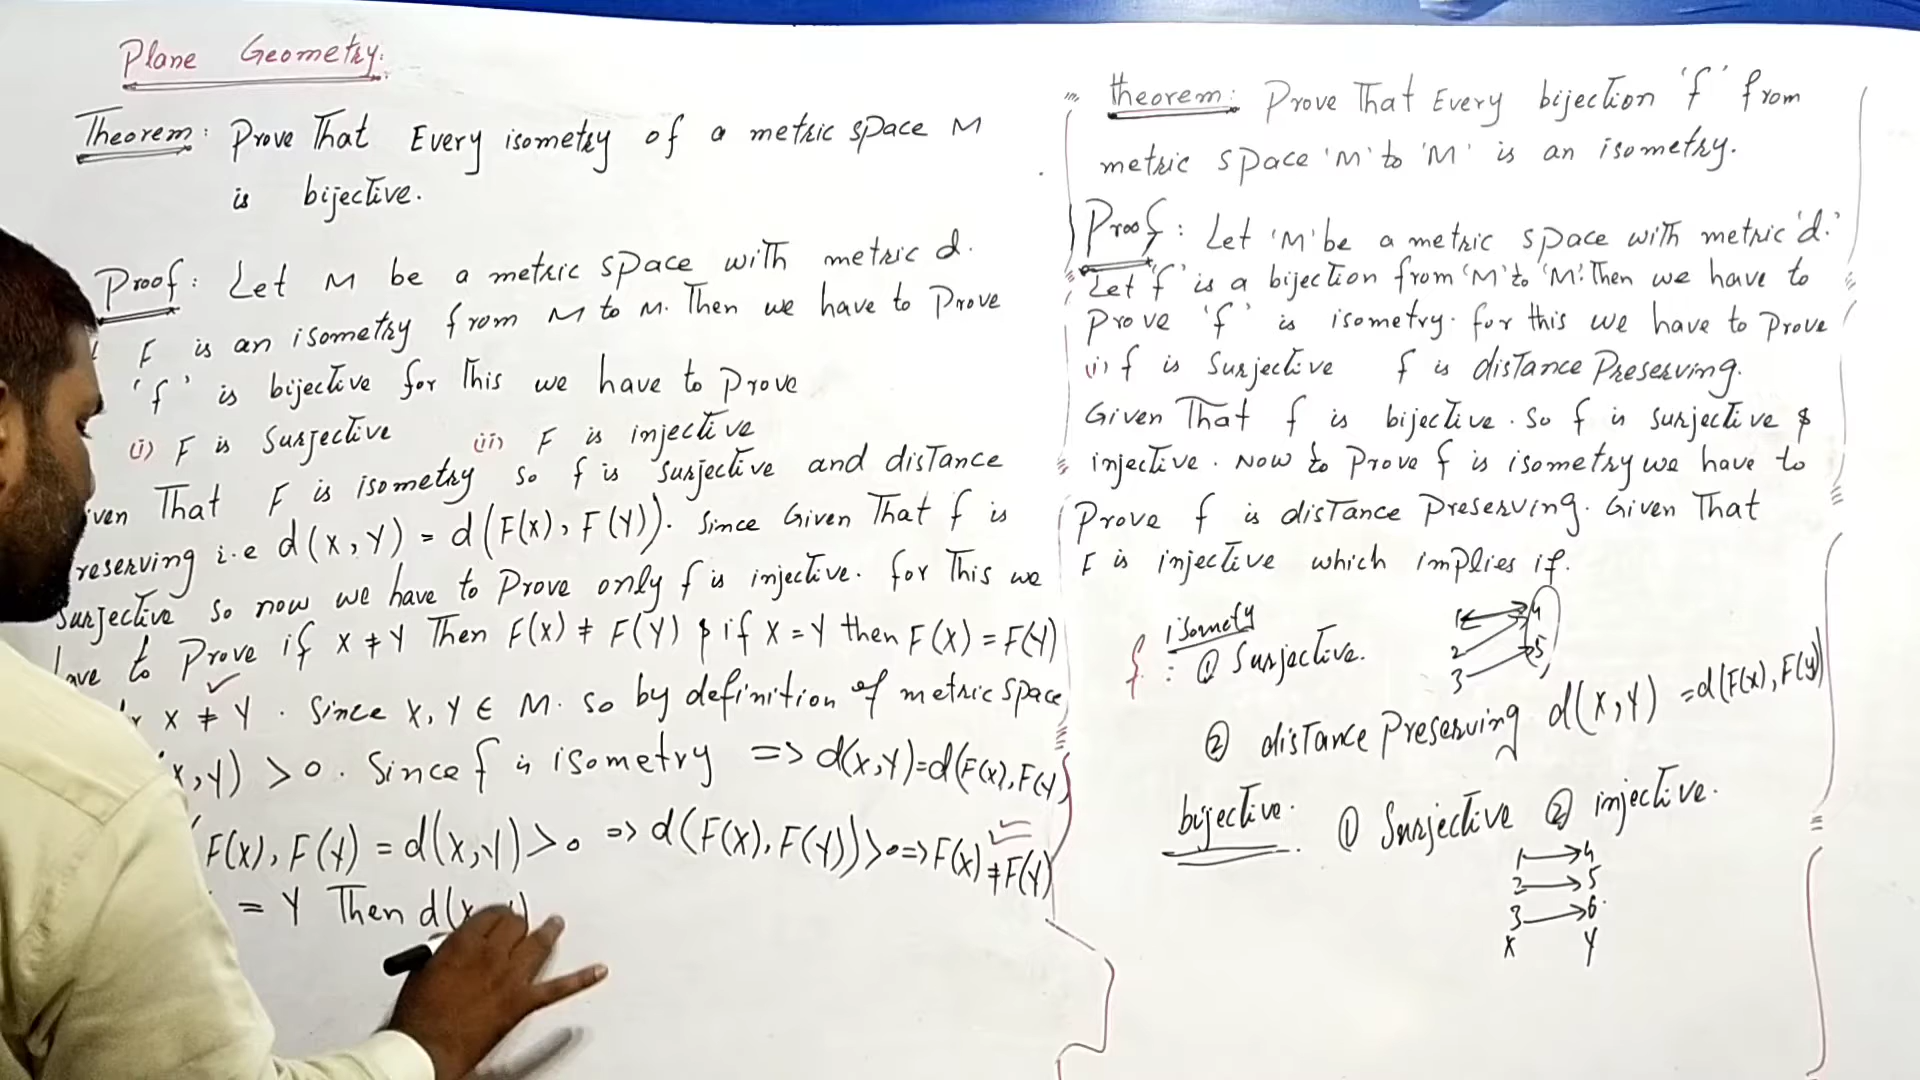 Plane Geometry.
Theorem: Prove That Every isometry of a metric space M
is bijective.
Proof: Let M be a metric space with metric d.
F is an isometry from M to M. Then we have to Prove
'f' is bijective for This we have to Prove
(i) F is Surjective (ii) F is injective
ven That F is isometry so f is surjective and disTance
reserving i.e d(x,Y) = d(F(x), F(Y)). Since Given That f is
Surjective so now we have to Prove only f is injective. for This we
ave to Prove if x ≠ Y Then F(x) ≠ F(Y) & if x = Y then F(x) = F(Y)
x ≠ Y. Since x, Y ∈ M. so by definition of metric space
x,y) > 0. Since f is isometry => d(x,Y)=d(F(x), F(Y)
F(x), F(Y) = d(x,y) > 0 => d(F(x), F(Y)) > 0 => F(x) ≠ F(Y)
= Y Then d(x
theorem: Prove That Every bijection 'f' from
metric space 'M' to 'M' is an isometry.
Proof: Let 'M' be a metric space with metric 'd.'
Let 'f' is a bijection from 'M' to 'M'. Then we have to
Prove 'f' is isometry. for this we have to Prove
(i) f is Surjective f is disTance Preserving.
Given That f is bijective. So f is surjective &
injective. Now to Prove f is isometry we have to
Prove f is disTance Preserving. Given That
F is injective which implies if.
isomety
f : ① Surjective.
1 4
2
3 5
② disTance Preserving d(x,Y) =d(F(x), F(y))
bijective. ① Surjective ② injective.
1 → 4
2 → 5
3 → 6
X Y